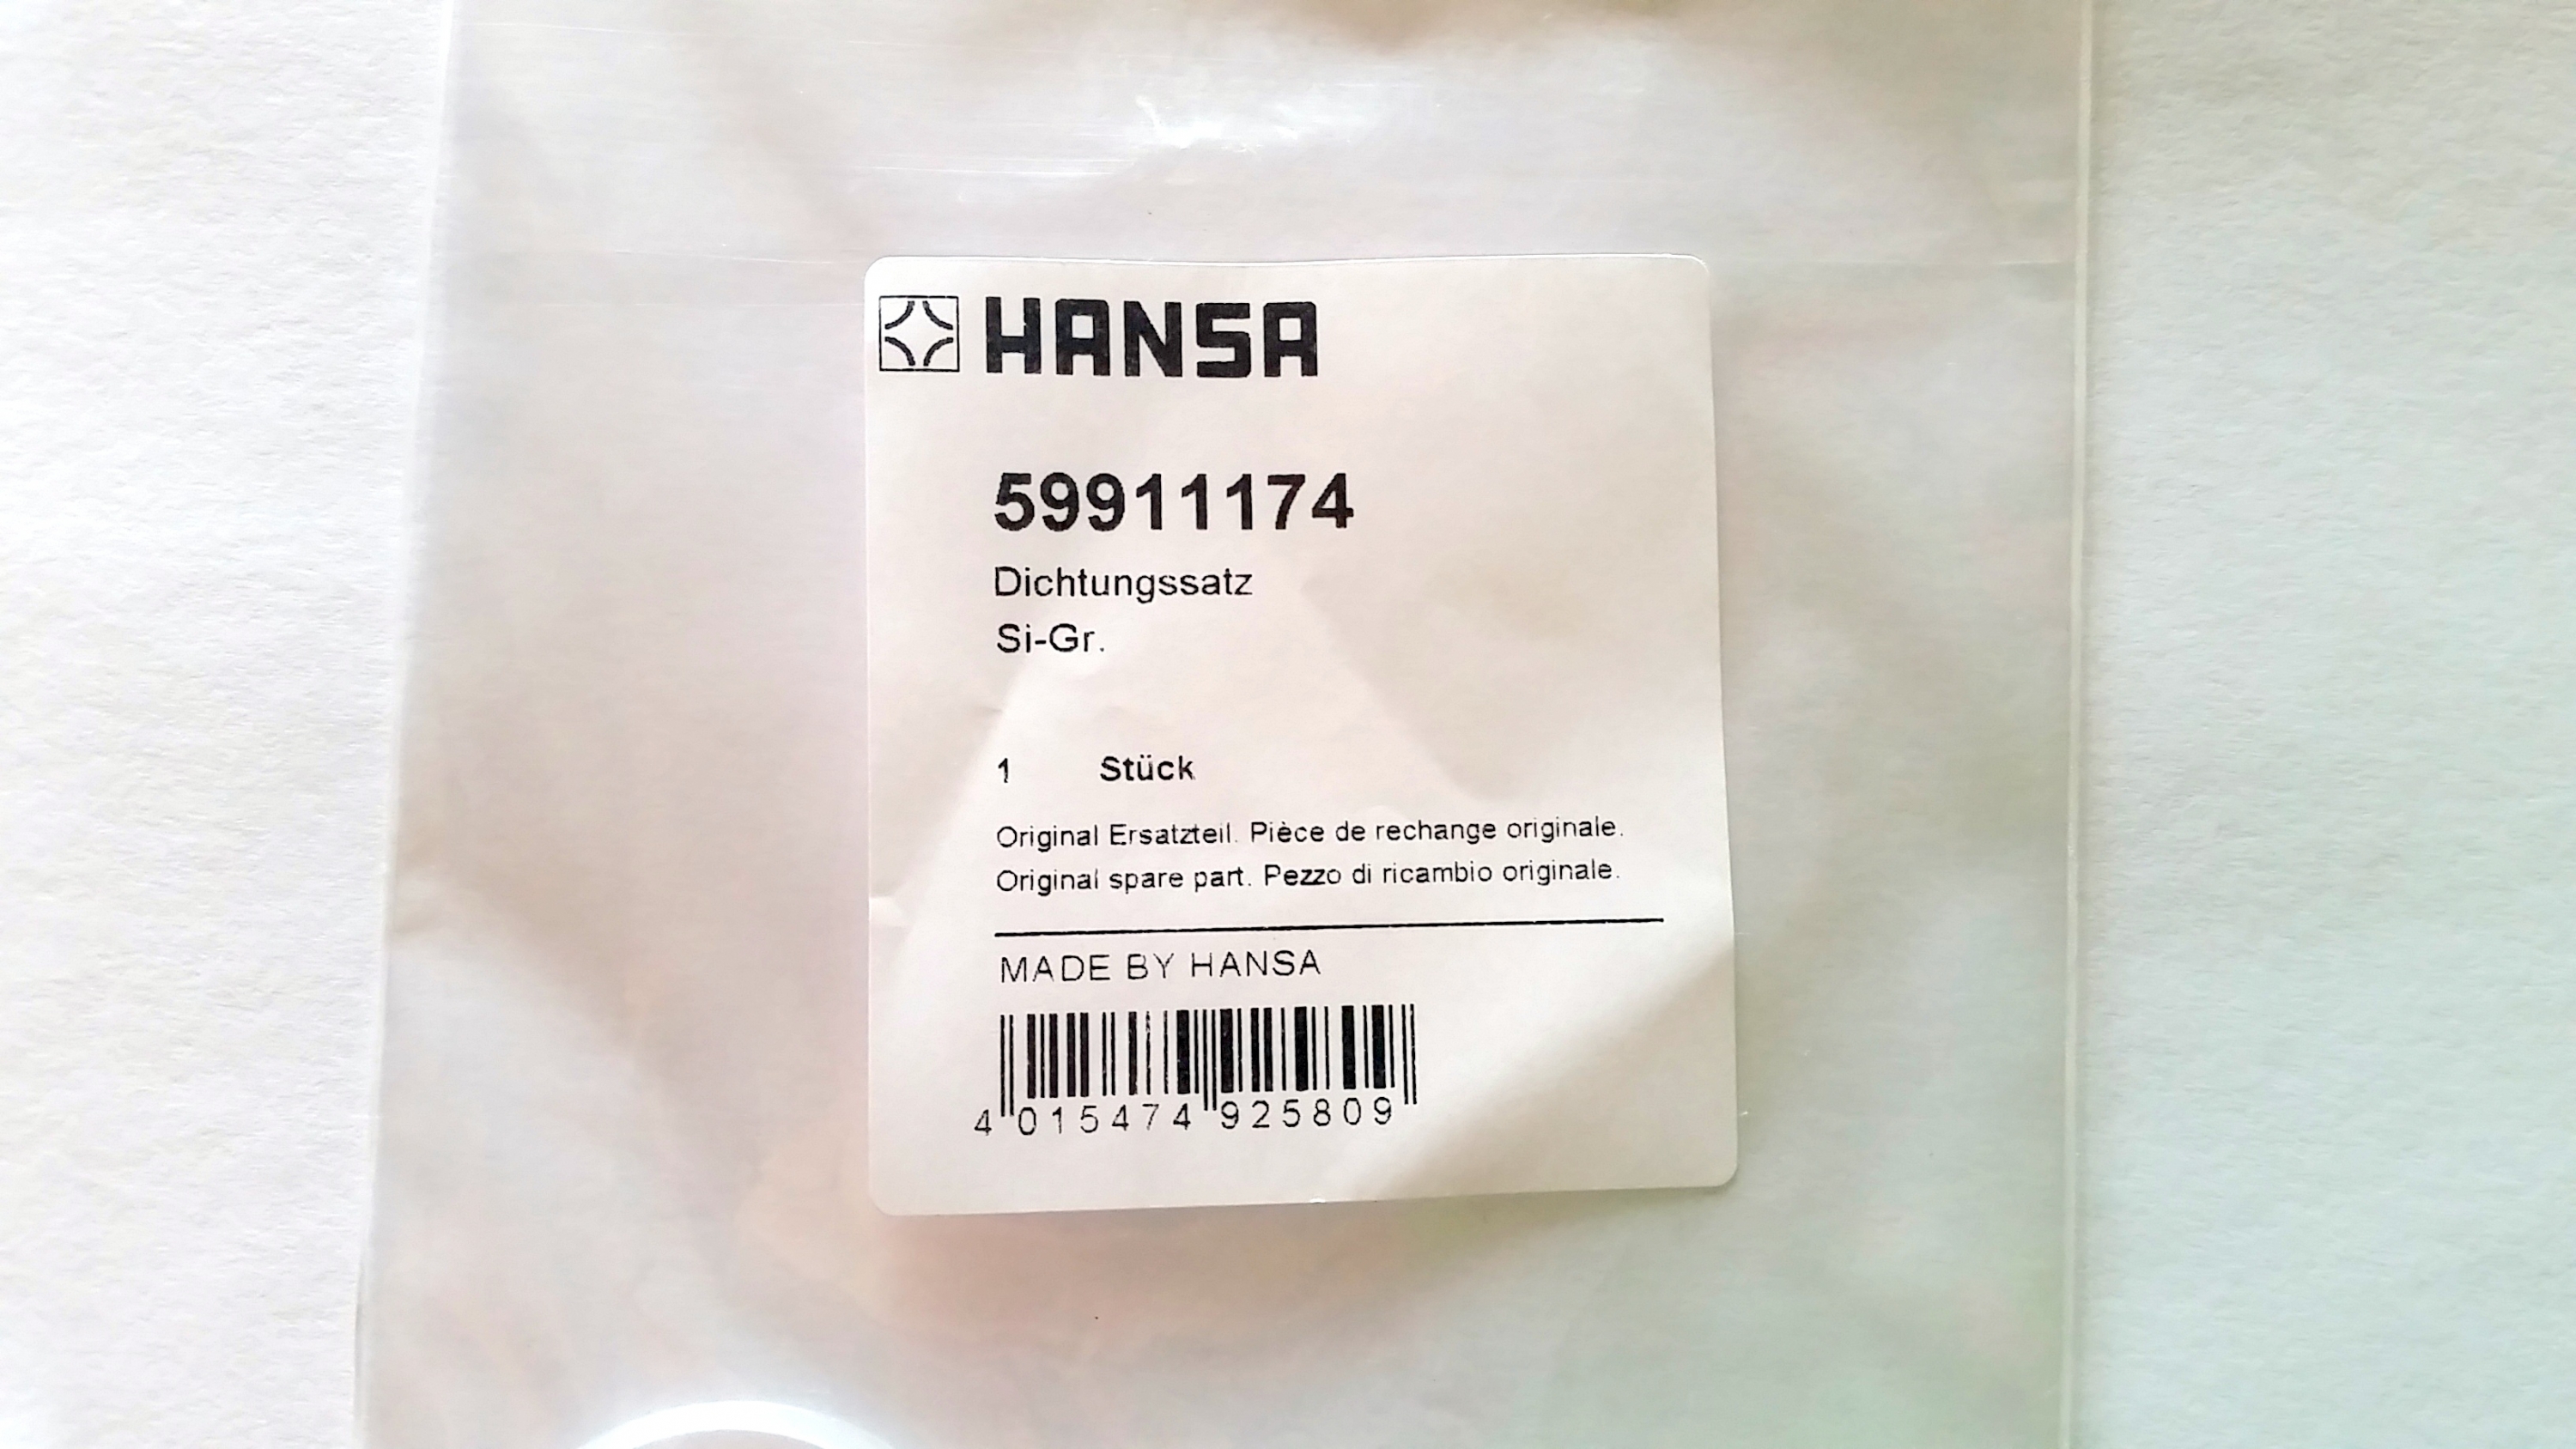 HANSA
59911174
Dichtungssatz
Si-Gr.
1 Stück
Original Ersatzteil. Pièce de rechange originale.
Original spare part. Pezzo di ricambio originale.
MADE BY HANSA
4 015474 925809